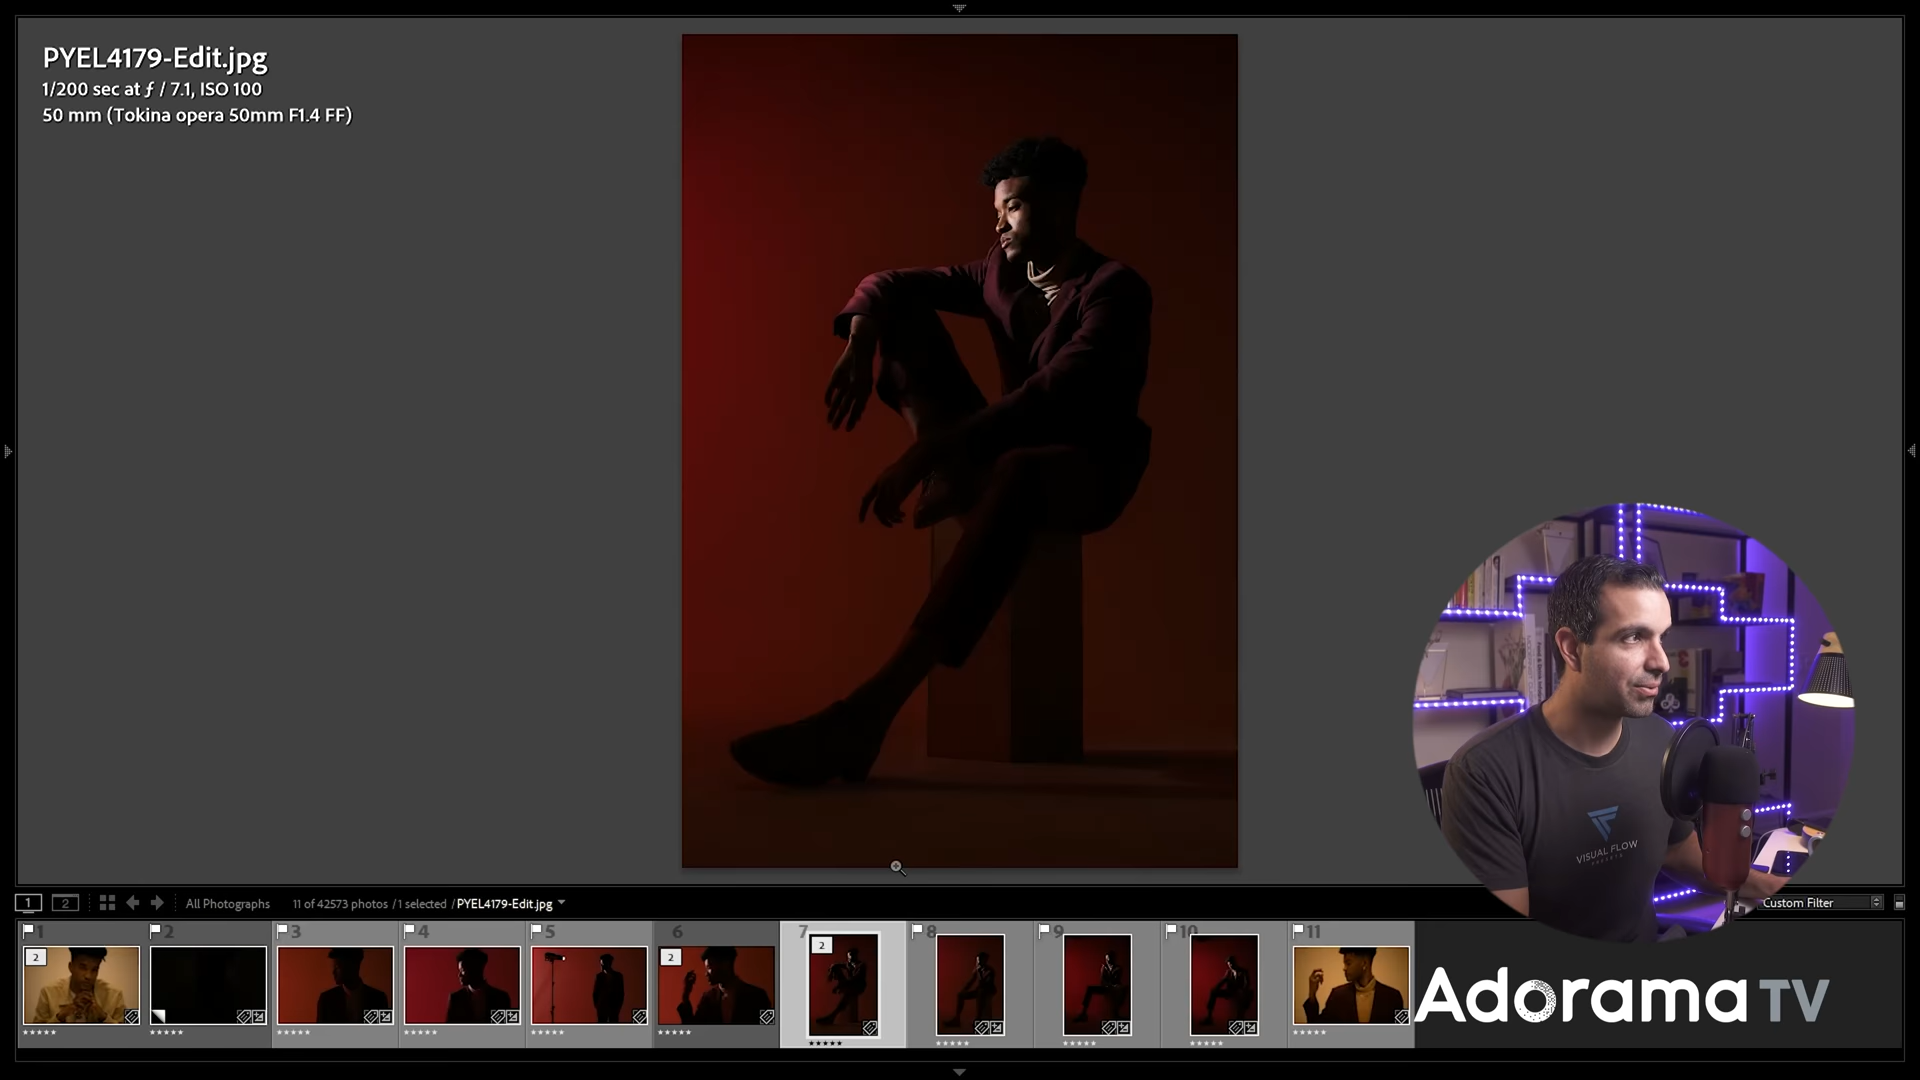 PYEL4179-Edit.jpg
1/200 sec at ƒ / 7.1, ISO 100
50 mm (Tokina opera 50mm F1.4 FF)
VISUAL FLOW
PRESETS
1 2 All Photographs 11 of 42573 photos / 1 selected / PYEL4179-Edit.jpg Custom Filter
1 2 3 4 5 6 7 8 9 10 11
2 2 2
Adorama TV